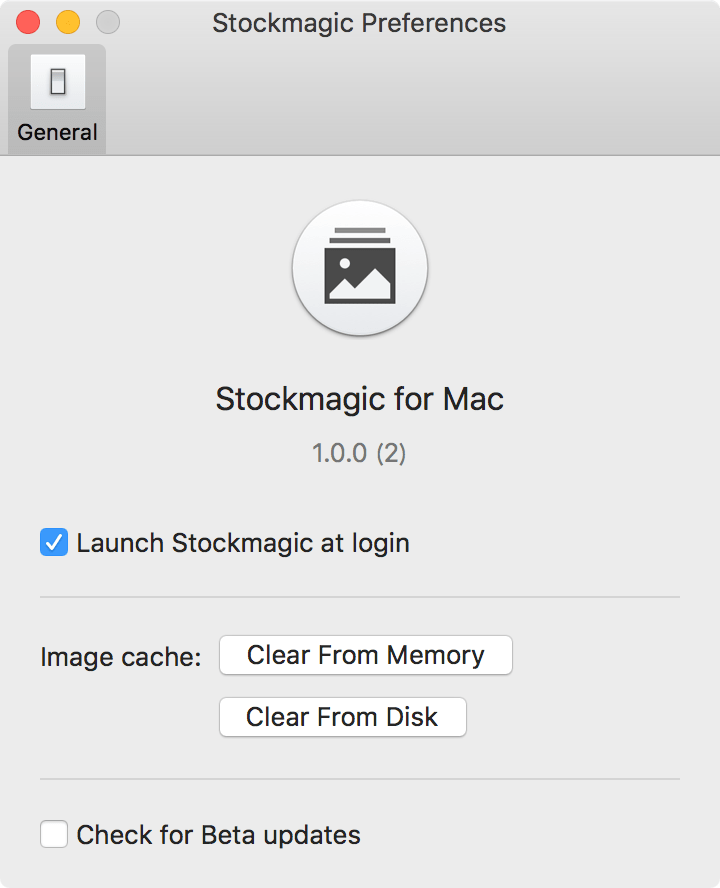 Stockmagic Preferences
General
Stockmagic for Mac
1.0.0 (2)
Launch Stockmagic at login
Image cache: Clear From Memory
Clear From Disk
Check for Beta updates